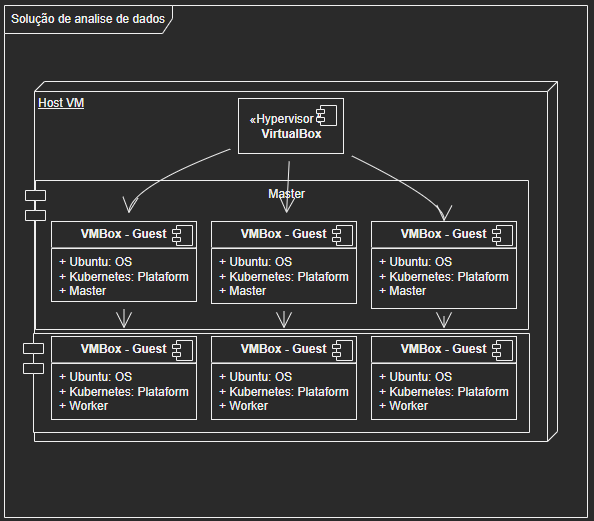 Solução de analise de dados
Host VM
«Hypervisor
VirtualBox
Master
VMBox - Guest
+ Ubuntu: OS
+ Kubernetes: Plataform
+ Master
VMBox - Guest
+ Ubuntu: OS
+ Kubernetes: Plataform
+ Master
VMBox - Guest
+ Ubuntu: OS
+ Kubernetes: Plataform
+ Master
VMBox - Guest
+ Ubuntu: OS
+ Kubernetes: Plataform
+ Worker
VMBox - Guest
+ Ubuntu: OS
+ Kubernetes: Plataform
+ Worker
VMBox - Guest
+ Ubuntu: OS
+ Kubernetes: Plataform
+ Worker